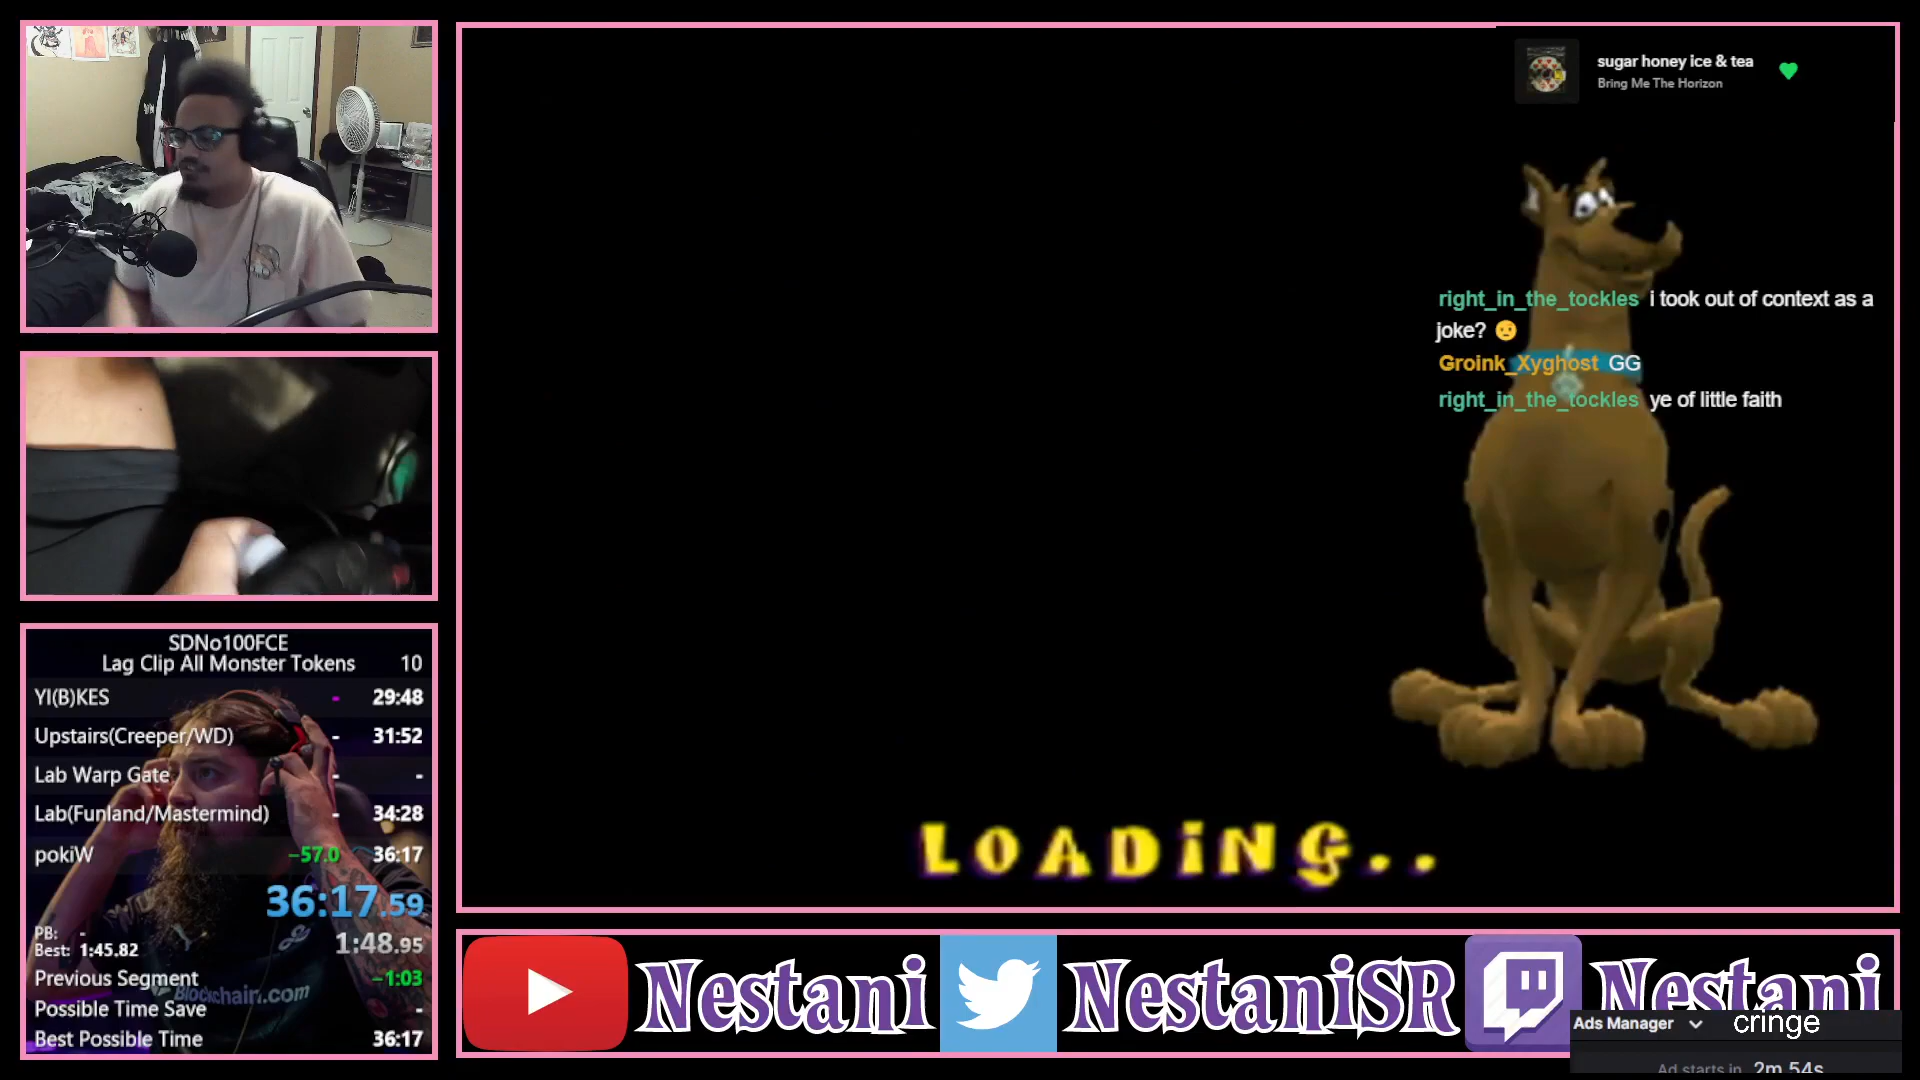 sugar honey ice & tea
Bring Me The Horizon
right_in_the_tockles i took out of context as a
joke?
Groink_Xyghost GG
right_in_the_tockles ye of little faith
LOADING..
SDNo100FCE
Lag Clip All Monster Tokens 10
YI(B)KES - 29:48
Upstairs(Creeper/WD) - 31:52
Lab Warp Gate - -
Lab(Funland/Mastermind) - 34:28
pokiW -57.0 36:17
36:17.59
PB: -
Best: 1:45.82 1:48.95
Previous Segment -1:03
Blockchain.com
Possible Time Save -
Best Possible Time 36:17
Nestani NestaniSR Nestani
Ads Manager cringe
Ad starts in 2m 54s